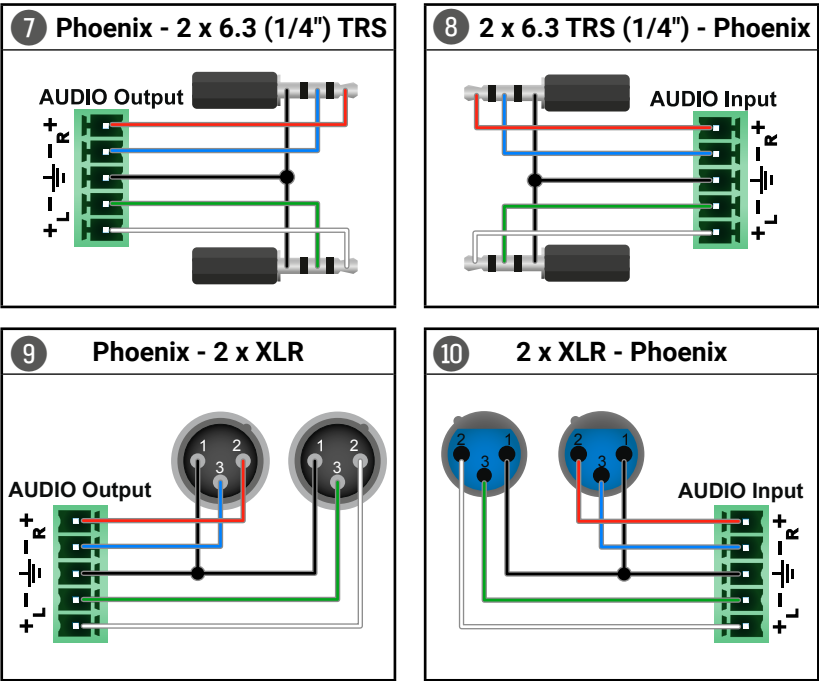 7 Phoenix - 2 x 6.3 (1/4") TRS
AUDIO Output
+
R
-
-
L
+
8 2 x 6.3 TRS (1/4") - Phoenix
AUDIO Input
+
R
-
-
L
+
9 Phoenix - 2 x XLR
1 2
3
1 2
3
AUDIO Output
+
R
-
-
L
+
10 2 x XLR - Phoenix
2 1
3
2 1
3
AUDIO Input
+
R
-
-
L
+